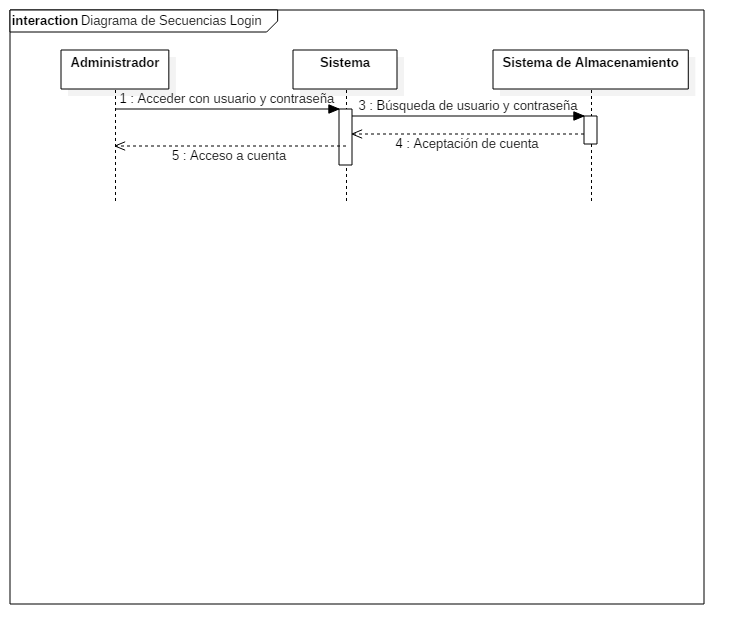 interaction Diagrama de Secuencias Login
Administrador
Sistema
Sistema de Almacenamiento
1 : Acceder con usuario y contraseña
3 : Búsqueda de usuario y contraseña
4 : Aceptación de cuenta
5 : Acceso a cuenta